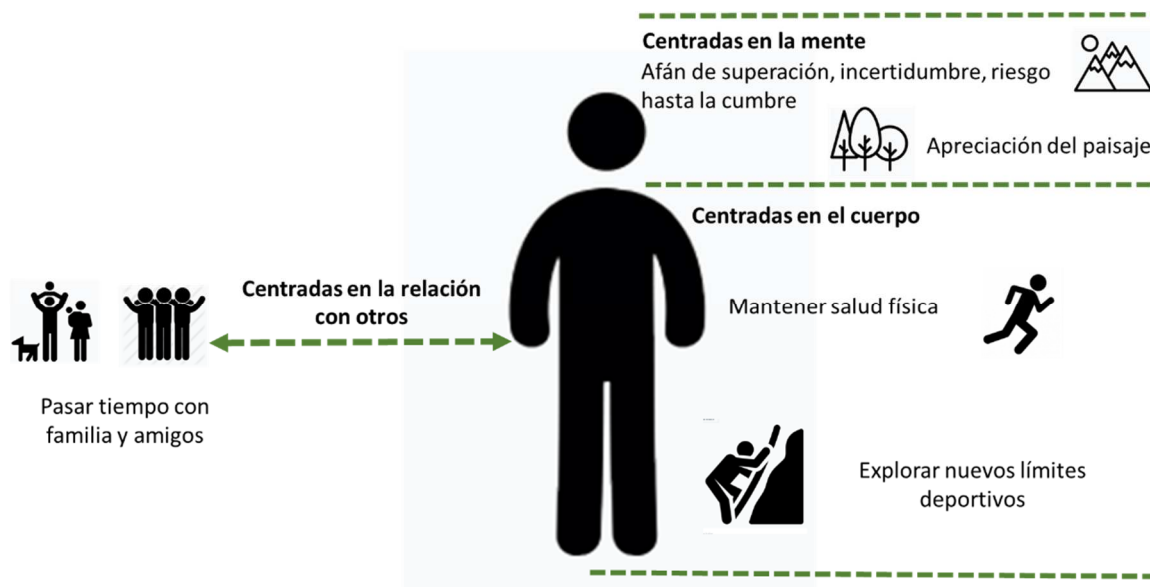 Centradas en la mente
Afán de superación, incertidumbre, riesgo
hasta la cumbre
Apreciación del paisaje
Centradas en el cuerpo
Centradas en la relación
con otros
Mantener salud física
Pasar tiempo con
familia y amigos
Explorar nuevos límites
deportivos